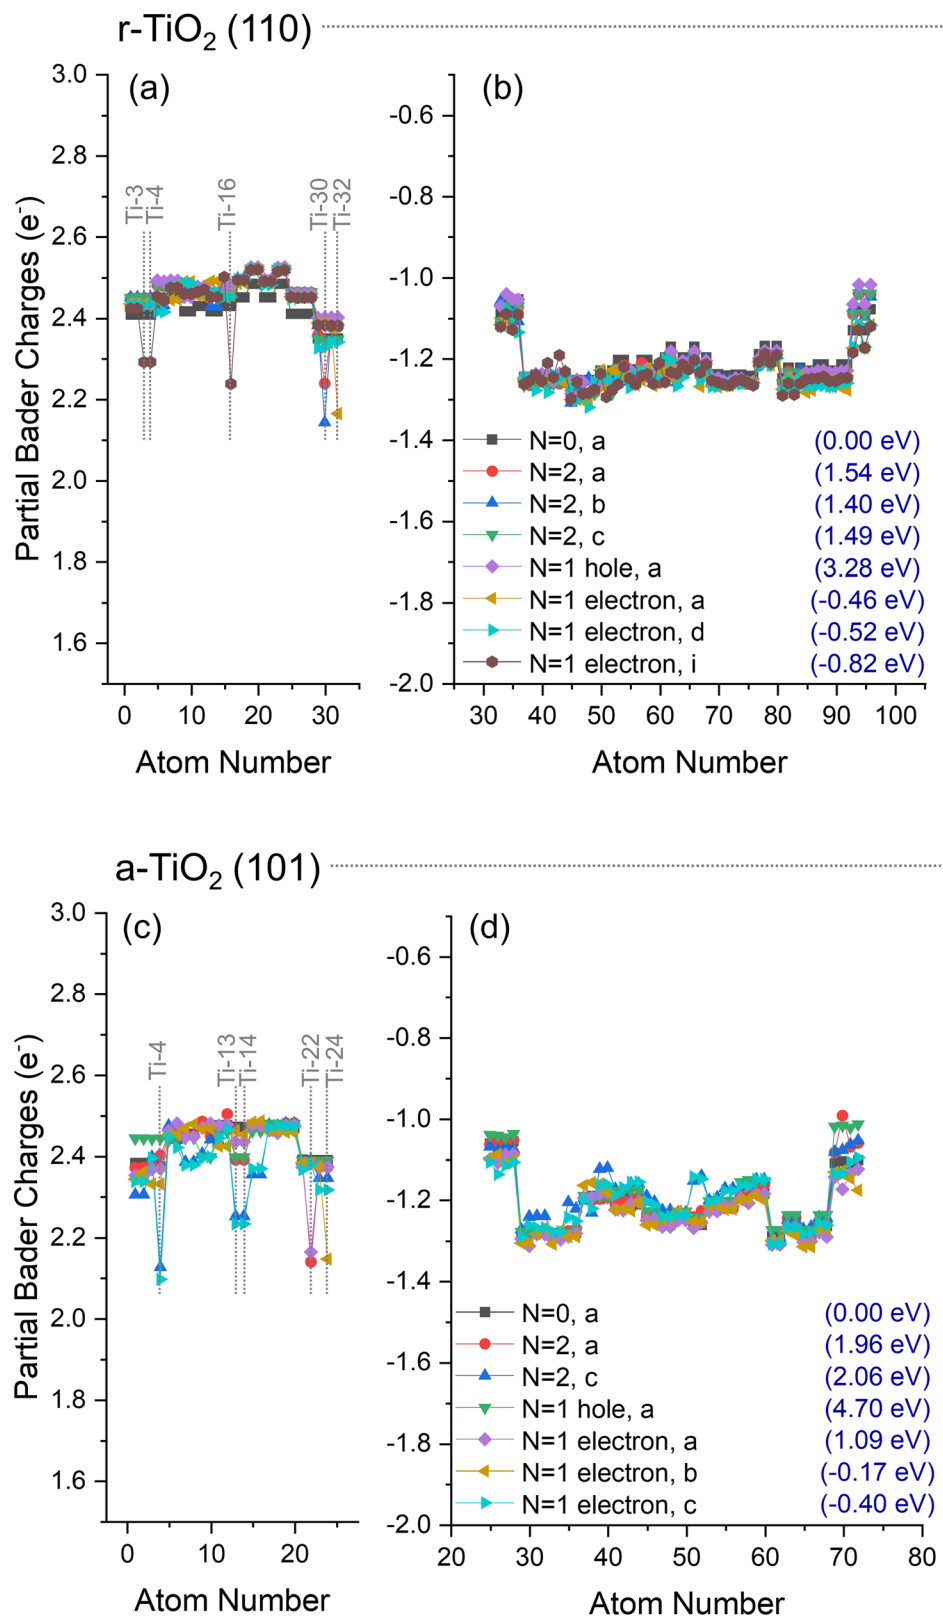 r-TiO₂ (110)
(a)
(b)
3.0
2.8
2.6
2.4
2.2
2.0
1.8
1.6
Partial Bader Charges (e⁻)
Ti-3
Ti-4
Ti-16
Ti-30
Ti-32
0
10
20
30
Atom Number
-0.6
-0.8
-1.0
-1.2
-1.4
-1.6
-1.8
-2.0
N=0, a (0.00 eV)
N=2, a (1.54 eV)
N=2, b (1.40 eV)
N=2, c (1.49 eV)
N=1 hole, a (3.28 eV)
N=1 electron, a (-0.46 eV)
N=1 electron, d (-0.52 eV)
N=1 electron, i (-0.82 eV)
30
40
50
60
70
80
90
100
Atom Number
a-TiO₂ (101)
(c)
(d)
3.0
2.8
2.6
2.4
2.2
2.0
1.8
1.6
Partial Bader Charges (e⁻)
Ti-4
Ti-13
Ti-14
Ti-22
Ti-24
0
10
20
Atom Number
-0.6
-0.8
-1.0
-1.2
-1.4
-1.6
-1.8
-2.0
N=0, a (0.00 eV)
N=2, a (1.96 eV)
N=2, c (2.06 eV)
N=1 hole, a (4.70 eV)
N=1 electron, a (1.09 eV)
N=1 electron, b (-0.17 eV)
N=1 electron, c (-0.40 eV)
20
30
40
50
60
70
80
Atom Number